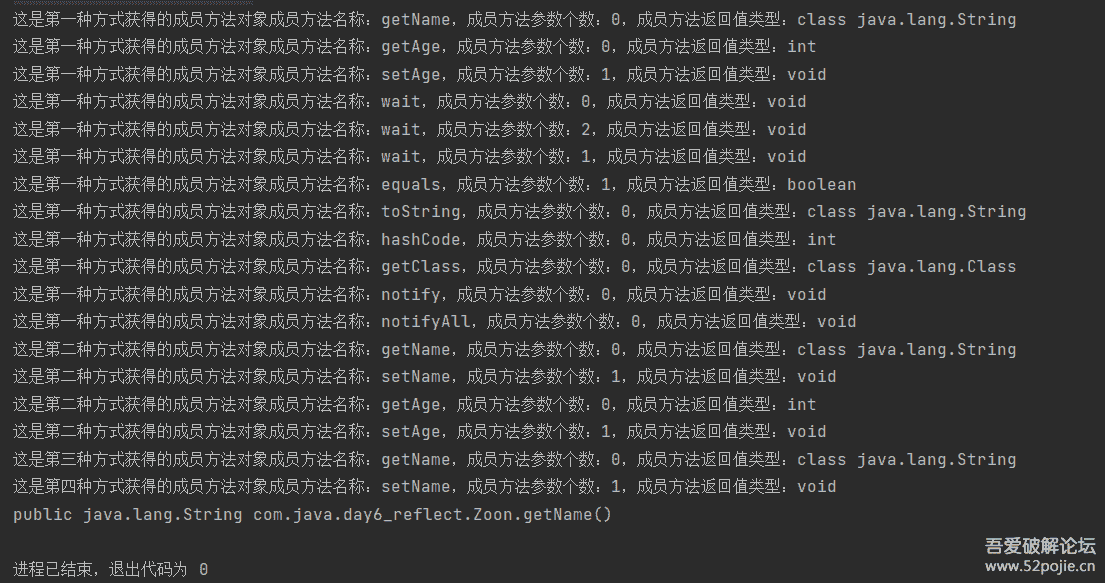 这是第一种方式获得的成员方法对象成员方法名称：getName，成员方法参数个数：0，成员方法返回值类型：class java.lang.String
这是第一种方式获得的成员方法对象成员方法名称：getAge，成员方法参数个数：0，成员方法返回值类型：int
这是第一种方式获得的成员方法对象成员方法名称：setAge，成员方法参数个数：1，成员方法返回值类型：void
这是第一种方式获得的成员方法对象成员方法名称：wait，成员方法参数个数：0，成员方法返回值类型：void
这是第一种方式获得的成员方法对象成员方法名称：wait，成员方法参数个数：2，成员方法返回值类型：void
这是第一种方式获得的成员方法对象成员方法名称：wait，成员方法参数个数：1，成员方法返回值类型：void
这是第一种方式获得的成员方法对象成员方法名称：equals，成员方法参数个数：1，成员方法返回值类型：boolean
这是第一种方式获得的成员方法对象成员方法名称：toString，成员方法参数个数：0，成员方法返回值类型：class java.lang.String
这是第一种方式获得的成员方法对象成员方法名称：hashCode，成员方法参数个数：0，成员方法返回值类型：int
这是第一种方式获得的成员方法对象成员方法名称：getClass，成员方法参数个数：0，成员方法返回值类型：class java.lang.Class
这是第一种方式获得的成员方法对象成员方法名称：notify，成员方法参数个数：0，成员方法返回值类型：void
这是第一种方式获得的成员方法对象成员方法名称：notifyAll，成员方法参数个数：0，成员方法返回值类型：void
这是第二种方式获得的成员方法对象成员方法名称：getName，成员方法参数个数：0，成员方法返回值类型：class java.lang.String
这是第二种方式获得的成员方法对象成员方法名称：setName，成员方法参数个数：1，成员方法返回值类型：void
这是第二种方式获得的成员方法对象成员方法名称：getAge，成员方法参数个数：0，成员方法返回值类型：int
这是第二种方式获得的成员方法对象成员方法名称：setAge，成员方法参数个数：1，成员方法返回值类型：void
这是第三种方式获得的成员方法对象成员方法名称：getName，成员方法参数个数：0，成员方法返回值类型：class java.lang.String
这是第四种方式获得的成员方法对象成员方法名称：setName，成员方法参数个数：1，成员方法返回值类型：void
public java.lang.String com.java.day6_reflect.Zoon.getName()
进程已结束，退出代码为 0
吾爱破解论坛
www.52pojie.cn